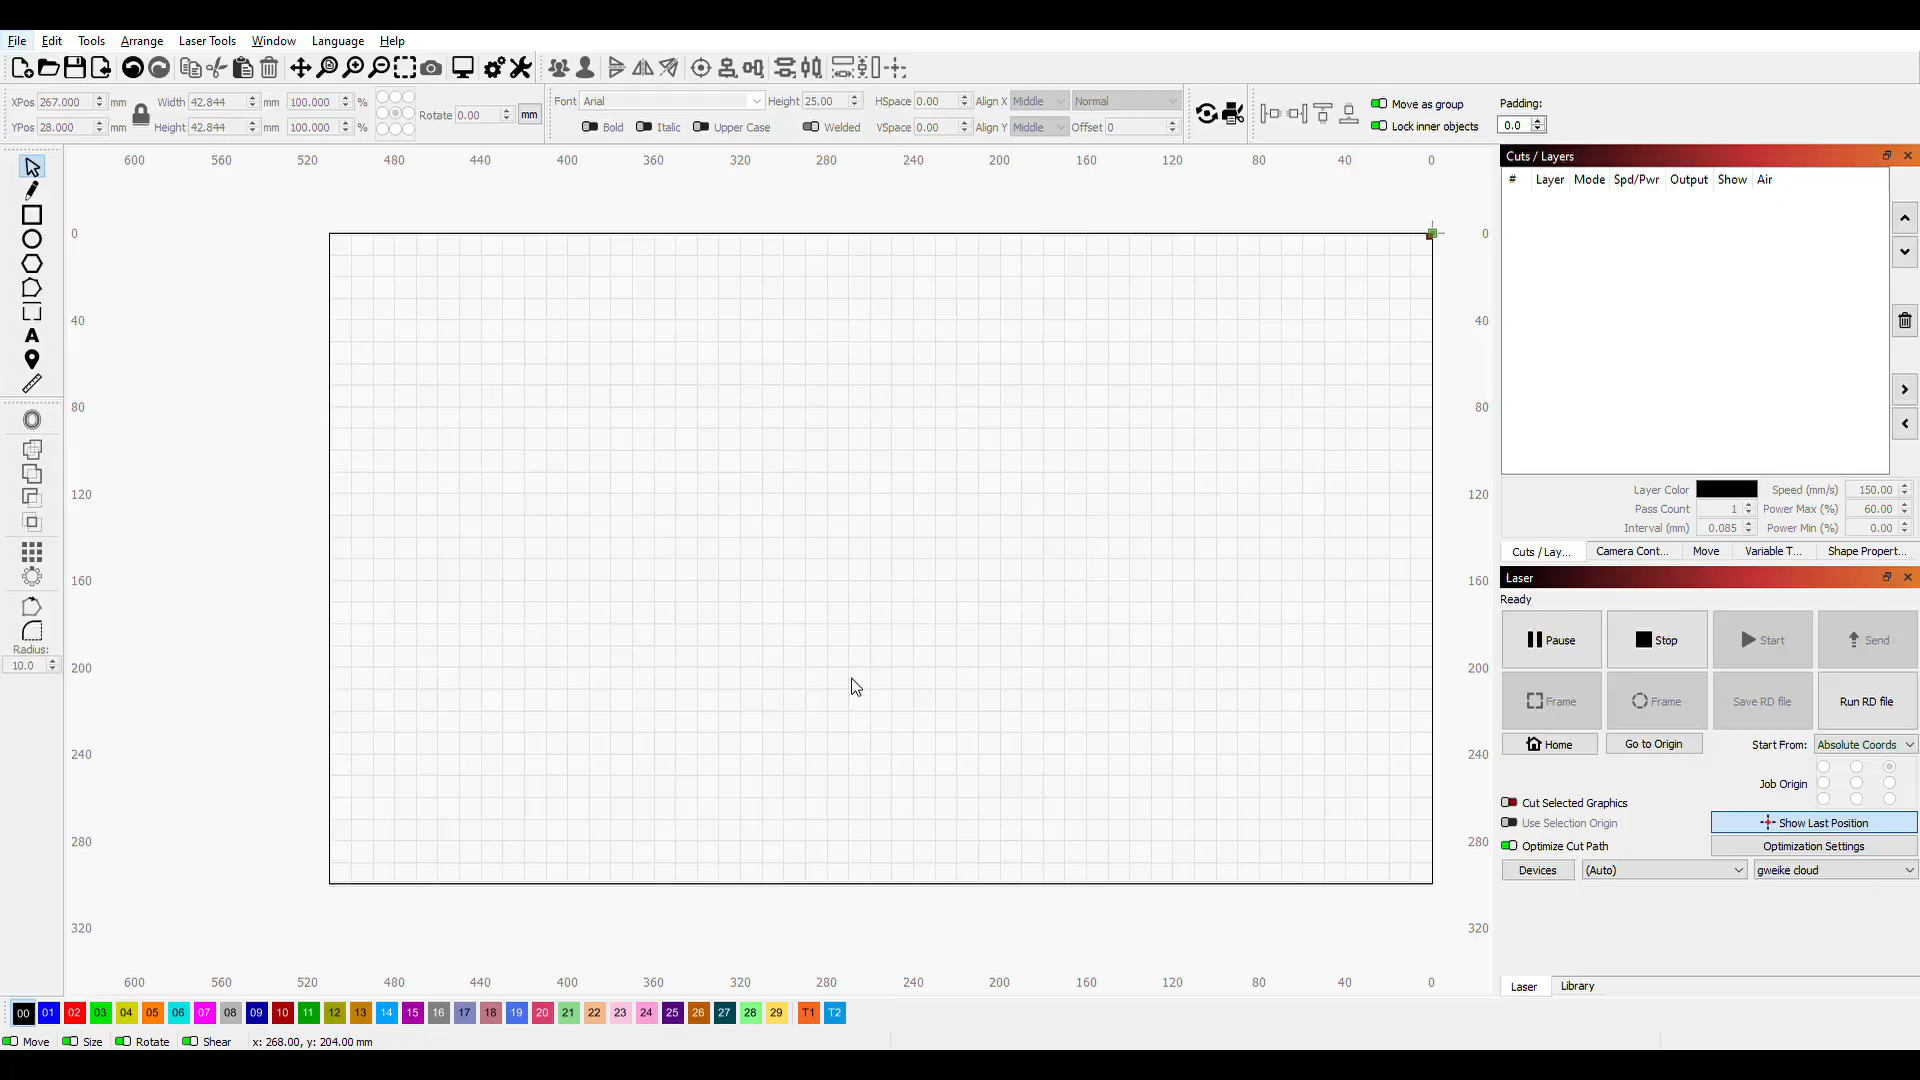 File Edit Tools Arrange Laser Tools Window Language Help
XPos 267.000 mm Width 42.844 mm 100.000 % Rotate 0.00 mm Font Arial Height 25.00 HSpace 0.00 Align X Middle Normal Move as group Padding:
YPos 28.000 mm Height 42.844 mm 100.000 % Bold Italic Upper Case Welded VSpace 0.00 Align Y Middle Offset 0 Lock inner objects 0.0
600 560 520 480 440 400 360 320 280 240 200 160 120 80 40 0
Cuts / Layers
# Layer Mode Spd/Pwr Output Show Air
0 0
40 40
80 80
120 120
160 160
200 200
240 240
280 280
320 320
A
Radius:
10.0
Layer Color Speed (mm/s) 150.00
Pass Count 1 Power Max (%) 60.00
Interval (mm) 0.085 Power Min (%) 0.00
Cuts / Lay... Camera Cont... Move Variable T... Shape Propert...
Laser
Ready
Pause Stop Start Send
Frame Frame Save RD file Run RD file
Home Go to Origin Start From: Absolute Coords
Job Origin
Cut Selected Graphics
Use Selection Origin Show Last Position
Optimize Cut Path Optimization Settings
Devices (Auto) gweike cloud
Laser Library
600 560 520 480 440 400 360 320 280 240 200 160 120 80 40 0
00 01 02 03 04 05 06 07 08 09 10 11 12 13 14 15 16 17 18 19 20 21 22 23 24 25 26 27 28 29 T1 T2
Move Size Rotate Shear x: 268.00, y: 204.00 mm